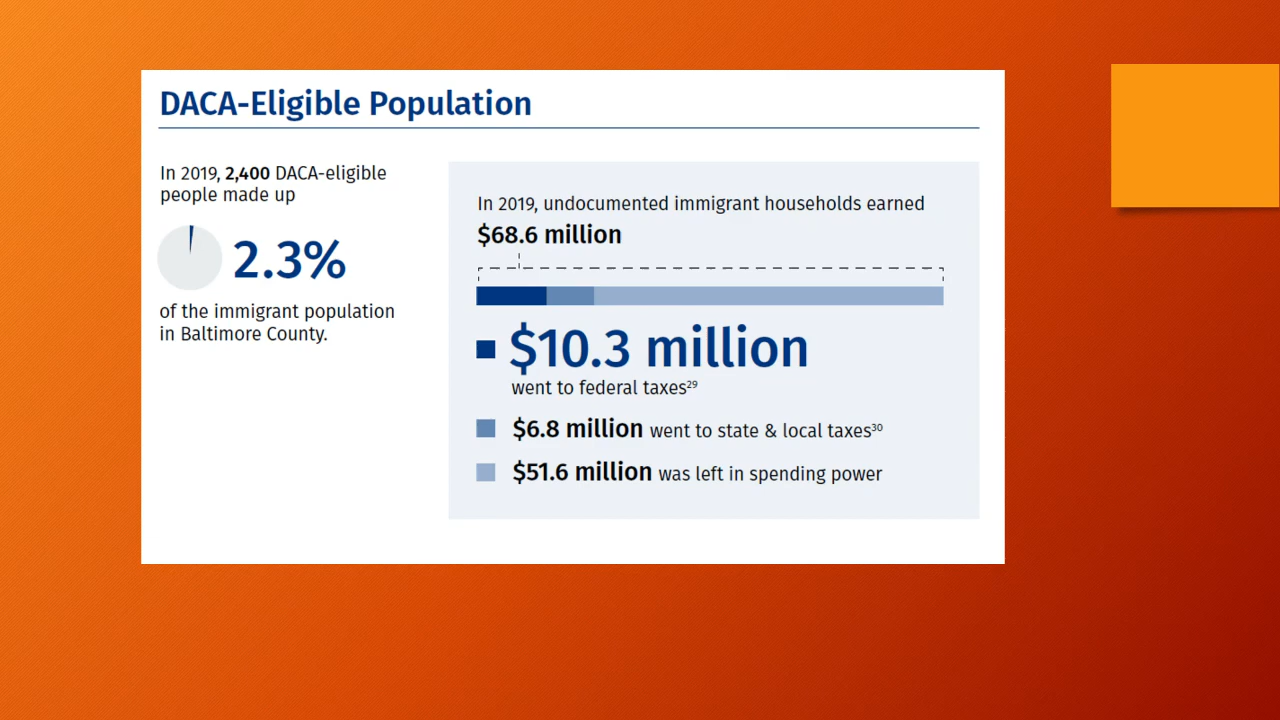 DACA-Eligible Population
In 2019, 2,400 DACA-eligible
people made up
2.3%
of the immigrant population
in Baltimore County.
In 2019, undocumented immigrant households earned
$68.6 million
$10.3 million
went to federal taxes29
$6.8 million went to state & local taxes30
$51.6 million was left in spending power